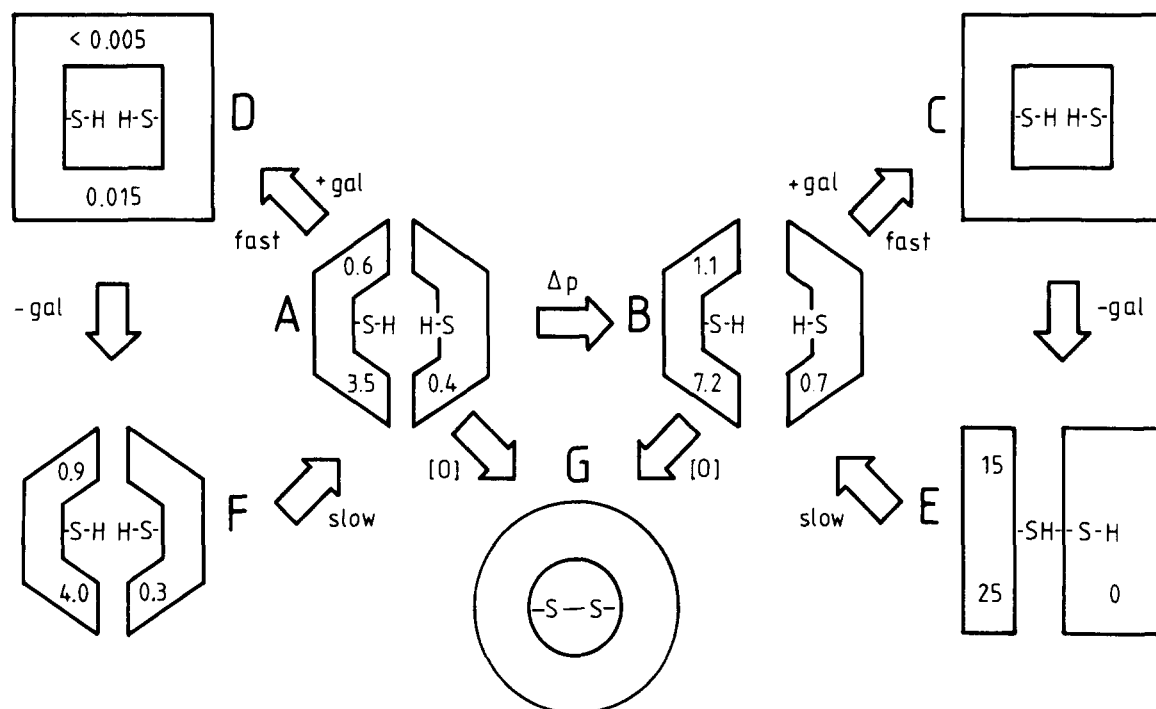 < 0.005
-S-H H-S-
0.015
D
+gal
fast
- gal
A
0.6
-S-H
H-S
3.5
0.4
Δp
B
1.1
-S-H
H-S
7.2
0.7
C
-S-H H-S-
+gal
fast
-gal
[O]
[O]
F
0.9
-S-H H-S-
4.0
0.3
slow
G
-S—S-
slow
E
15
-SH-
-S-H
25
0